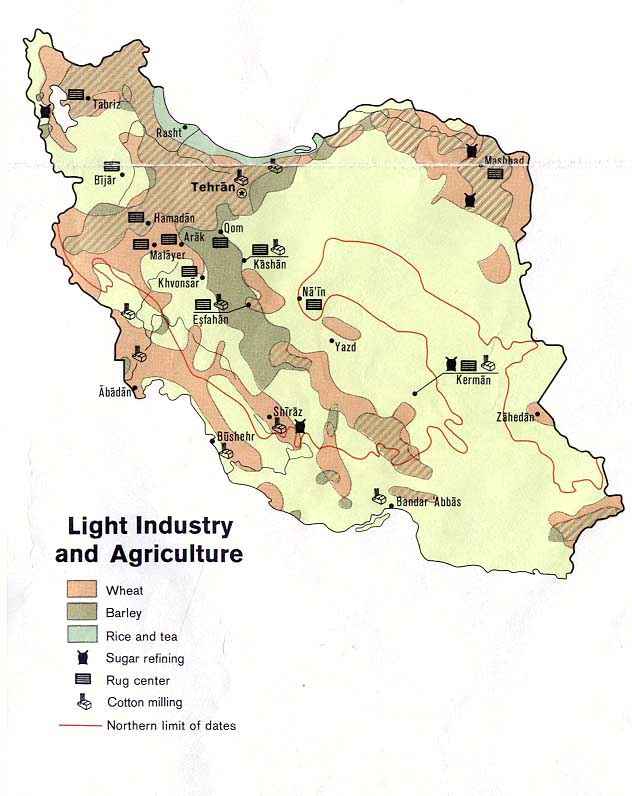 Tabriz
Rasht
Mashhad
Bījār
Tehrān
Hamadān
Qom
Arāk
Malāyer
Kāshān
Khvonsār
Nā'īn
Eşfahān
Yazd
Kermān
Ābādān
Shīrāz
Zāhedān
Būshehr
Bandar 'Abbās
Light Industry
and Agriculture
Wheat
Barley
Rice and tea
Sugar refining
Rug center
Cotton milling
Northern limit of dates